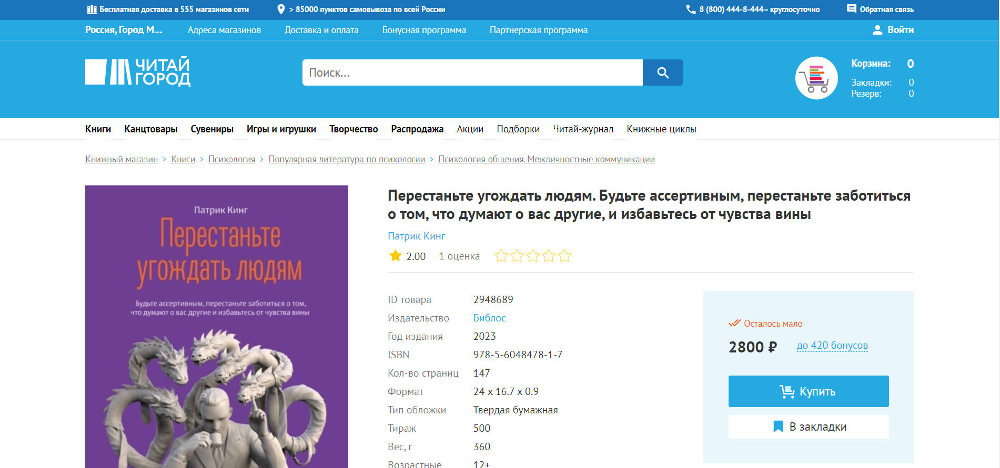 Бесплатная доставка в 555 магазинов сети
> 85000 пунктов самовывоза по всей России
8 (800) 444-8-444– круглосуточно
Обратная связь
Россия, Город М...
Адреса магазинов
Доставка и оплата
Бонусная программа
Партнерская программа
Войти
ЧИТАЙ
ГОРОД
Поиск...
Корзина: 0
Закладки: 0
Резерв: 0
Книги Канцтовары Сувениры Игры и игрушки Творчество Распродажа Акции Подборки Читай-журнал Книжные циклы
Книжный магазин > Книги > Психология > Популярная литература по психологии > Психология общения. Межличностные коммуникации
Патрик Кинг
Перестаньте
угождать людям
Будьте ассертивным, перестаньте заботиться о том,
что думают о вас другие и избавьтесь от чувства вины
Перестаньте угождать людям. Будьте ассертивным, перестаньте заботиться
о том, что думают о вас другие, и избавьтесь от чувства вины
Патрик Кинг
2.00 1 оценка
ID товара 2948689
Издательство Библос
Год издания 2023
ISBN 978-5-6048478-1-7
Кол-во страниц 147
Формат 24 x 16.7 x 0.9
Тип обложки Твердая бумажная
Тираж 500
Вес, г 360
Возрастные 12+
Осталось мало
2800 ₽ до 420 бонусов
Купить
В закладки